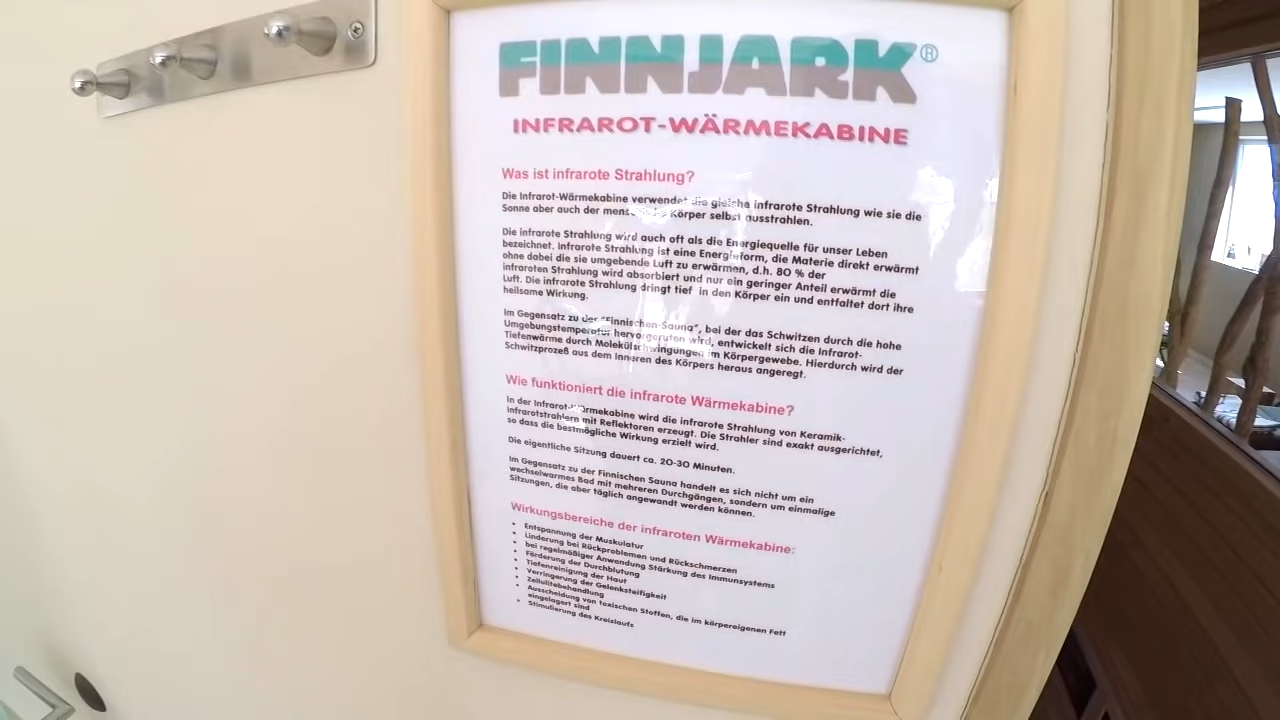 FINNJARK®
INFRAROT-WÄRMEKABINE
Was ist infrarote Strahlung?
Die Infrarot-Wärmekabine verwendet die gleiche infrarote Strahlung wie sie die
Sonne aber auch der menschliche Körper selbst ausstrahlen.
Die infrarote Strahlung wird auch oft als die Energiequelle für unser Leben
bezeichnet. Infrarote Strahlung ist eine Energieform, die Materie direkt erwärmt
ohne dabei die sie umgebende Luft zu erwärmen, d.h. 80 % der
infraroten Strahlung wird absorbiert und nur ein geringer Anteil erwärmt die
Luft. Die infrarote Strahlung dringt tief in den Körper ein und entfaltet dort ihre
heilsame Wirkung.
Im Gegensatz zu der "Finnischen-Sauna", bei der das Schwitzen durch die hohe
Umgebungstemperatur hervorgerufen wird, entwickelt sich die Infrarot-
Tiefenwärme durch Molekülschwingungen im Körpergewebe. Hierdurch wird der
Schwitzprozeß aus dem Inneren des Körpers heraus angeregt.
Wie funktioniert die infrarote Wärmekabine?
In der Infrarot-Wärmekabine wird die infrarote Strahlung von Keramik-
Infrarotstrahlern mit Reflektoren erzeugt. Die Strahler sind exakt ausgerichtet,
so dass die bestmögliche Wirkung erzielt wird.
Die eigentliche Sitzung dauert ca. 20-30 Minuten.
Im Gegensatz zu der Finnischen Sauna handelt es sich nicht um ein
wechselwarmes Bad mit mehreren Durchgängen, sondern um einmalige
Sitzungen, die aber täglich angewandt werden können.
Wirkungsbereiche der infraroten Wärmekabine:
• Entspannung der Muskulatur
• Linderung bei Rückproblemen und Rückschmerzen
• bei regelmäßiger Anwendung Stärkung des Immunsystems
• Förderung der Durchblutung
• Tiefenreinigung der Haut
• Verringerung der Gelenksteifigkeit
• Zellulitebehandlung
• Ausscheidung von toxischen Stoffen, die im körpereigenen Fett
eingelagert sind
• Stimulierung des Kreislaufs